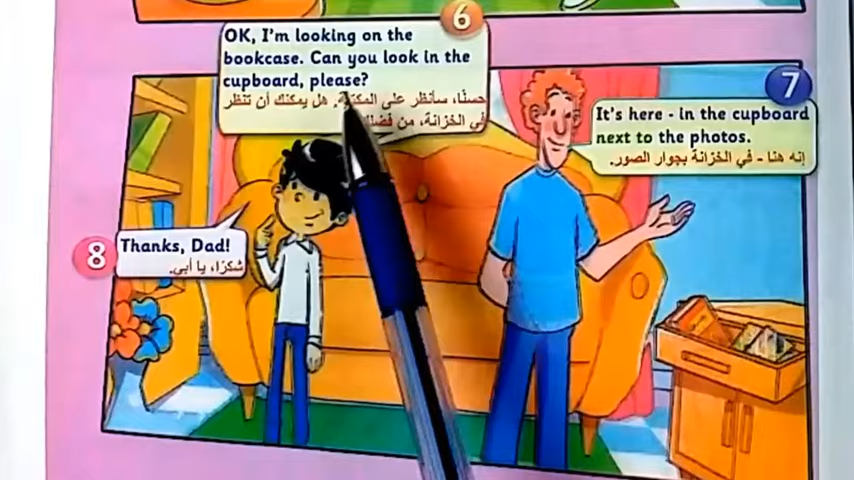 6
OK, I'm looking on the
bookcase. Can you look in the
cupboard, please?
حسنًا، سأنظر على المكتبة. هل يمكنك أن تنظر
في الخزانة، من فضلك
7
It's here - in the cupboard
next to the photos.
إنه هنا - في الخزانة بجوار الصور.
8
Thanks, Dad!
شكرًا، يا أبي.